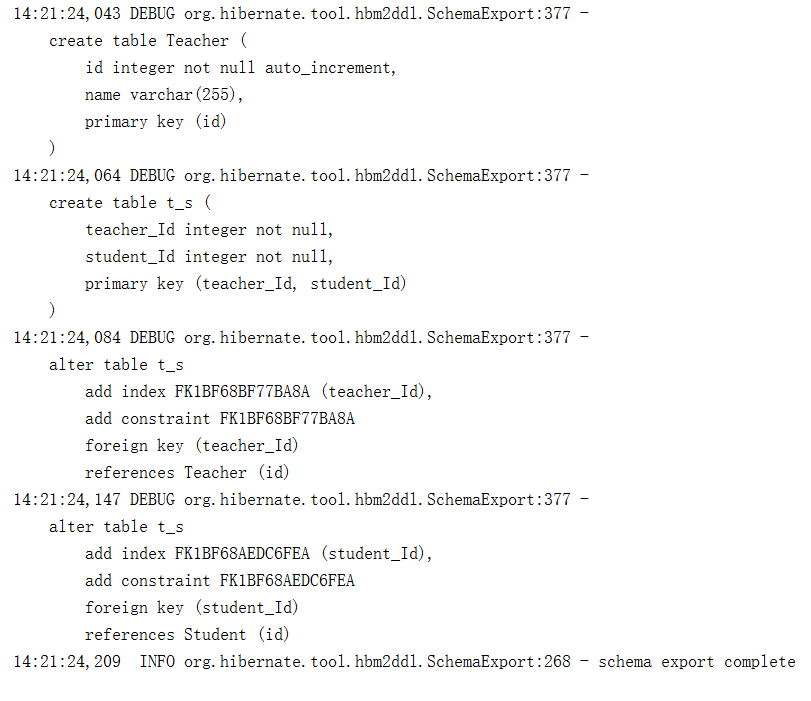 14:21:24,043 DEBUG org.hibernate.tool.hbm2ddl.SchemaExport:377 -
    create table Teacher (
        id integer not null auto_increment,
        name varchar(255),
        primary key (id)
    )
14:21:24,064 DEBUG org.hibernate.tool.hbm2ddl.SchemaExport:377 -
    create table t_s (
        teacher_Id integer not null,
        student_Id integer not null,
        primary key (teacher_Id, student_Id)
    )
14:21:24,084 DEBUG org.hibernate.tool.hbm2ddl.SchemaExport:377 -
    alter table t_s
        add index FK1BF68BF77BA8A (teacher_Id),
        add constraint FK1BF68BF77BA8A
        foreign key (teacher_Id)
        references Teacher (id)
14:21:24,147 DEBUG org.hibernate.tool.hbm2ddl.SchemaExport:377 -
    alter table t_s
        add index FK1BF68AEDC6FEA (student_Id),
        add constraint FK1BF68AEDC6FEA
        foreign key (student_Id)
        references Student (id)
14:21:24,209  INFO org.hibernate.tool.hbm2ddl.SchemaExport:268 - schema export complete